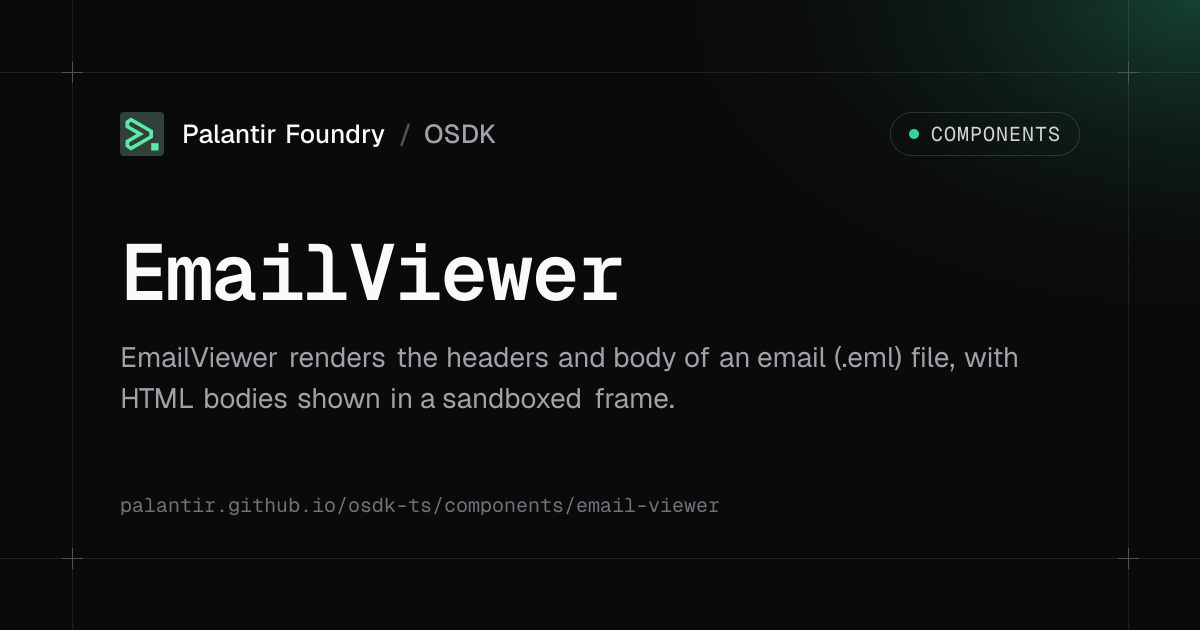 Palantir Foundry / OSDK
COMPONENTS
EmailViewer
EmailViewer renders the headers and body of an email (.eml) file, with
HTML bodies shown in a sandboxed frame.
palantir.github.io/osdk-ts/components/email-viewer